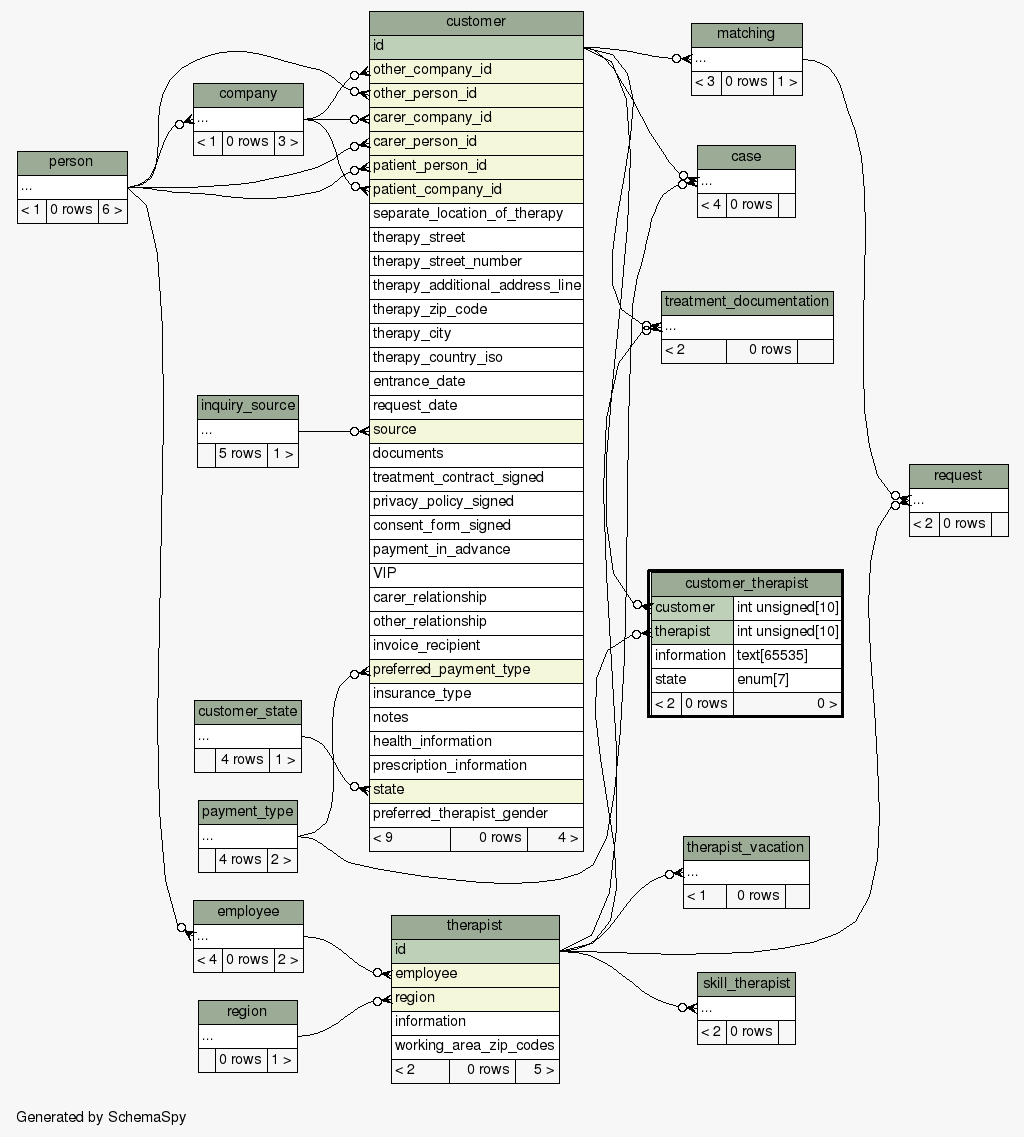 customer
id
other_company_id
other_person_id
carer_company_id
carer_person_id
patient_person_id
patient_company_id
separate_location_of_therapy
therapy_street
therapy_street_number
therapy_additional_address_line
therapy_zip_code
therapy_city
therapy_country_iso
entrance_date
request_date
source
documents
treatment_contract_signed
privacy_policy_signed
consent_form_signed
payment_in_advance
VIP
carer_relationship
other_relationship
invoice_recipient
preferred_payment_type
insurance_type
notes
health_information
prescription_information
state
preferred_therapist_gender
< 9 0 rows 4 >
matching
...
< 3 0 rows 1 >
company
...
< 1 0 rows 3 >
person
...
< 1 0 rows 6 >
case
...
< 4 0 rows
treatment_documentation
...
< 2 0 rows
inquiry_source
...
5 rows 1 >
request
...
< 2 0 rows
customer_therapist
customer int unsigned[10]
therapist int unsigned[10]
information text[65535]
state enum[7]
< 2 0 rows 0 >
customer_state
...
4 rows 1 >
payment_type
...
4 rows 2 >
therapist_vacation
...
< 1 0 rows
employee
...
< 4 0 rows 2 >
therapist
id
employee
region
information
working_area_zip_codes
< 2 0 rows 5 >
skill_therapist
...
< 2 0 rows
region
...
0 rows 1 >
Generated by SchemaSpy